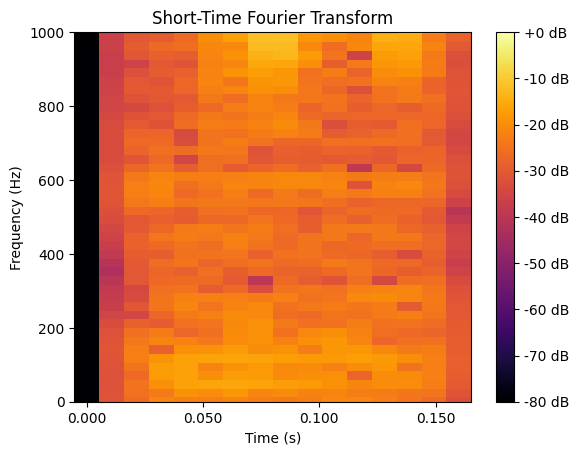 Short-Time Fourier Transform
1000
800
600
400
200
0
Frequency (Hz)
0.000
0.050
0.100
0.150
Time (s)
+0 dB
-10 dB
-20 dB
-30 dB
-40 dB
-50 dB
-60 dB
-70 dB
-80 dB